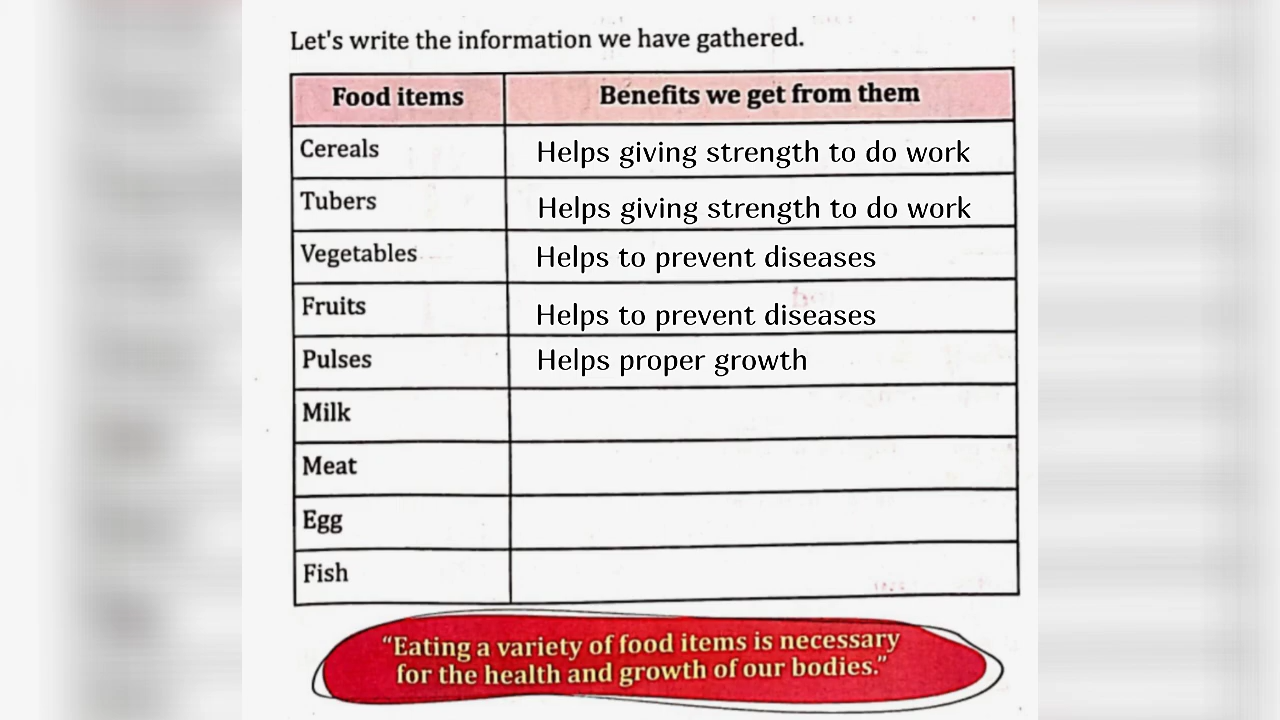 Let's write the information we have gathered.
Food items Benefits we get from them
Cereals Helps giving strength to do work
Tubers Helps giving strength to do work
Vegetables Helps to prevent diseases
Fruits Helps to prevent diseases
Pulses Helps proper growth
Milk
Meat
Egg
Fish
“Eating a variety of food items is necessary
for the health and growth of our bodies.”